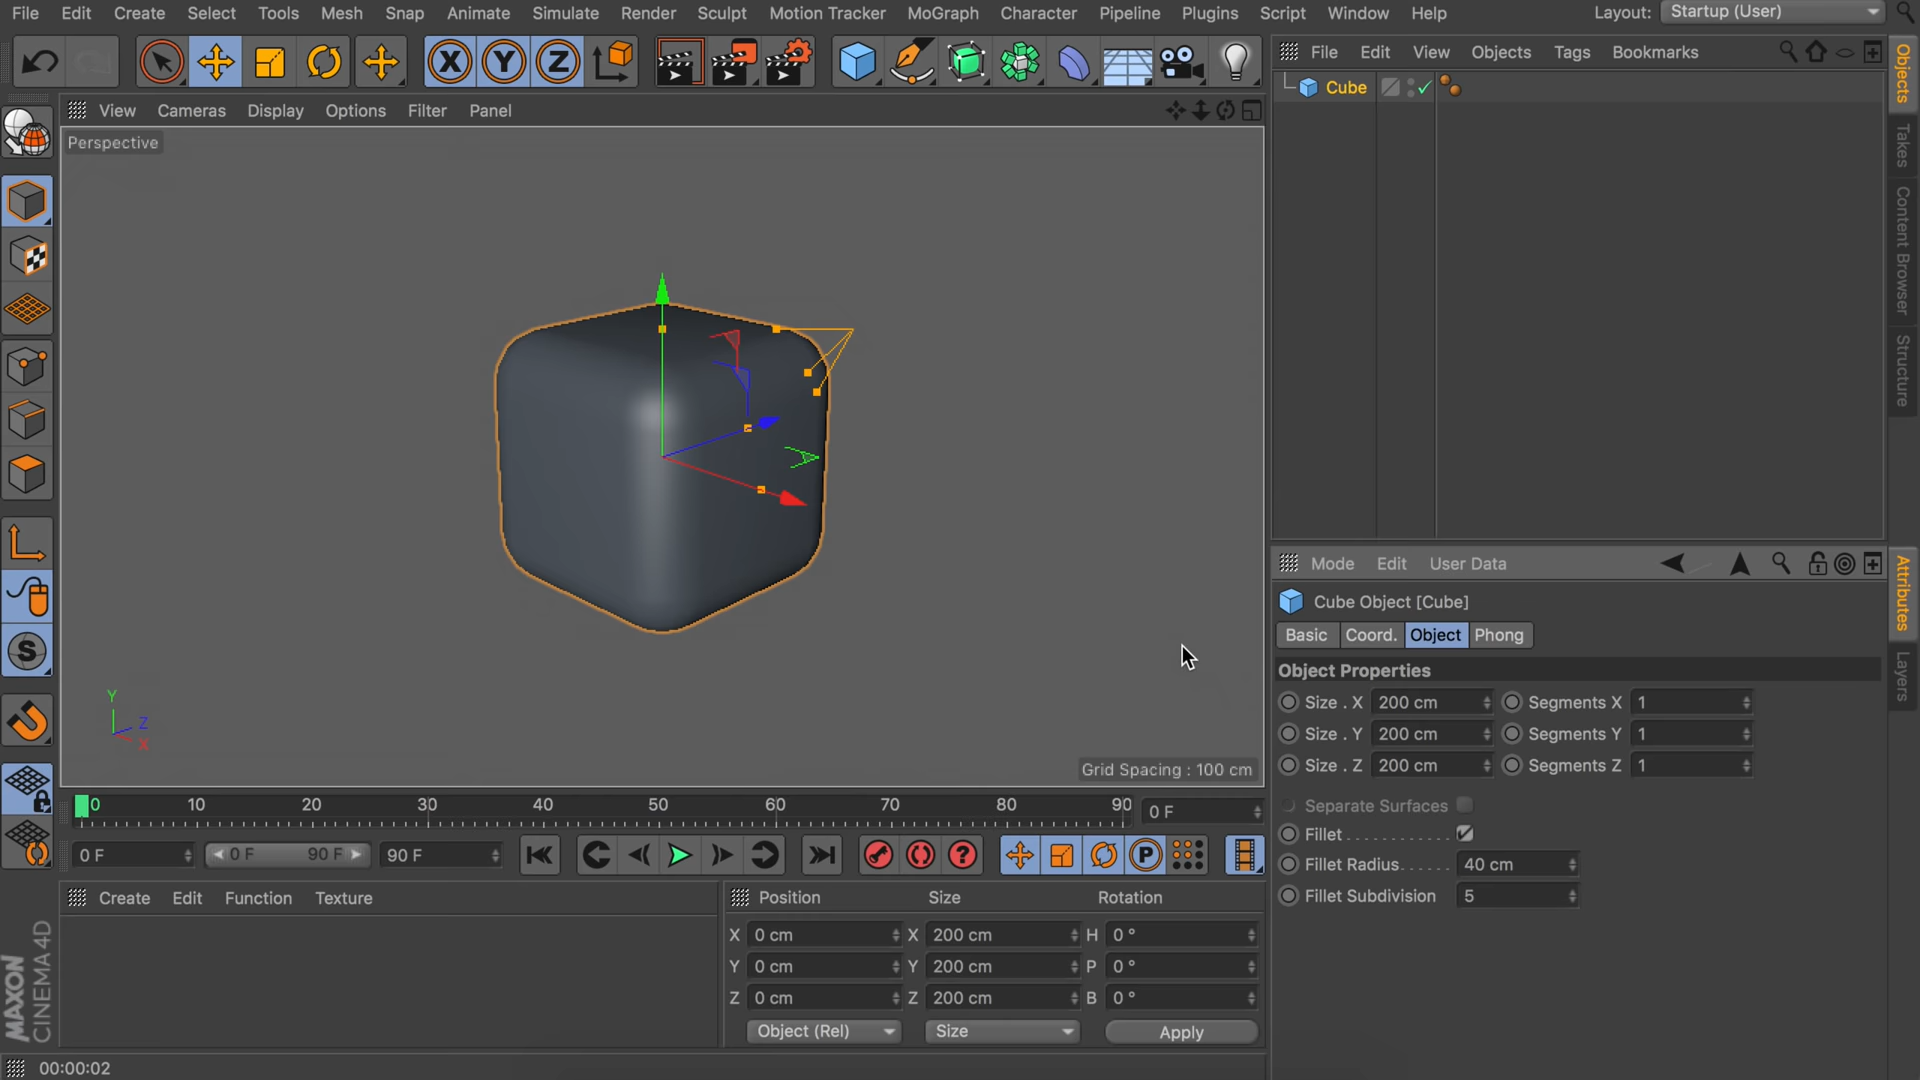 File Edit Create Select Tools Mesh Snap Animate Simulate Render Sculpt Motion Tracker MoGraph Character Pipeline Plugins Script Window Help Layout: Startup (User)
X Y Z
File Edit View Objects Tags Bookmarks
Cube
View Cameras Display Options Filter Panel
Perspective
Y
Z
X
Grid Spacing : 100 cm
Objects
Takes
Content Browser
Structure
Attributes
Layers
Mode Edit User Data
Cube Object [Cube]
Basic Coord. Object Phong
Object Properties
Size . X 200 cm Segments X 1
Size . Y 200 cm Segments Y 1
Size . Z 200 cm Segments Z 1
Separate Surfaces
Fillet . . . . . . . . . . . .
Fillet Radius. . . . . . 40 cm
Fillet Subdivision 5
S
0 10 20 30 40 50 60 70 80 90 0 F
0 F 0 F 90 F 90 F ? P
Create Edit Function Texture
Position Size Rotation
X 0 cm X 200 cm H 0 °
Y 0 cm Y 200 cm P 0 °
Z 0 cm Z 200 cm B 0 °
Object (Rel) Size Apply
MAXON
CINEMA 4D
00:00:02